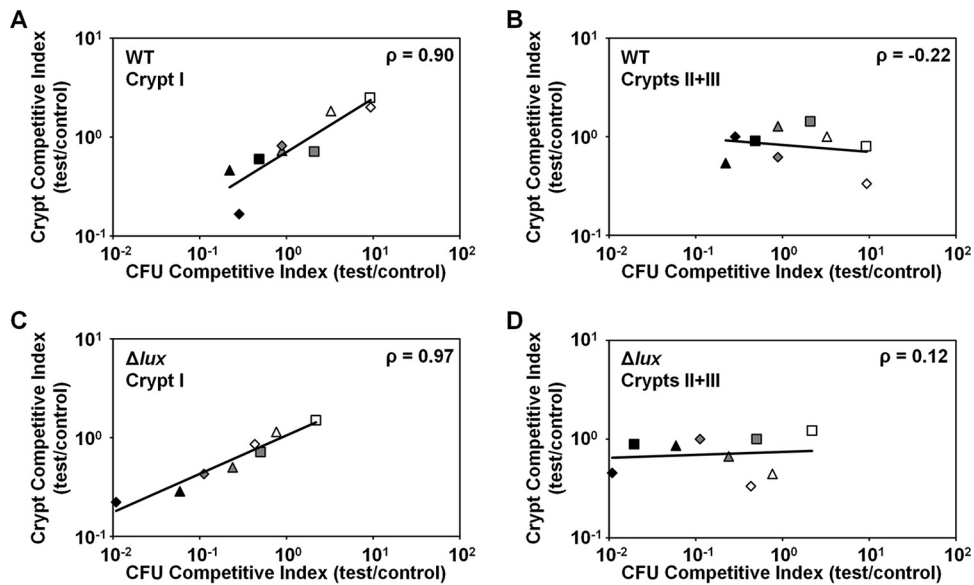 A
Crypt Competitive Index
(test/control)
10¹
10⁰
10⁻¹
WT
Crypt I
ρ = 0.90
10⁻²
10⁻¹
10⁰
10¹
10²
CFU Competitive Index (test/control)
B
Crypt Competitive Index
(test/control)
10¹
10⁰
10⁻¹
WT
Crypts II+III
ρ = -0.22
10⁻²
10⁻¹
10⁰
10¹
10²
CFU Competitive Index (test/control)
C
Crypt Competitive Index
(test/control)
10¹
10⁰
10⁻¹
Δlux
Crypt I
ρ = 0.97
10⁻²
10⁻¹
10⁰
10¹
10²
CFU Competitive Index (test/control)
D
Crypt Competitive Index
(test/control)
10¹
10⁰
10⁻¹
Δlux
Crypts II+III
ρ = 0.12
10⁻²
10⁻¹
10⁰
10¹
10²
CFU Competitive Index (test/control)